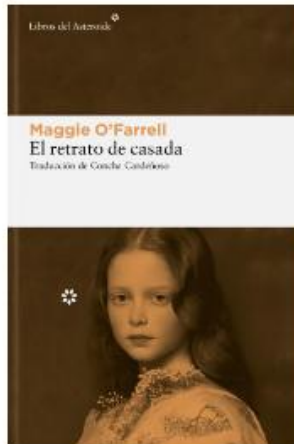 Libros del Asteroide
Maggie O'Farrell
El retrato de casada
Traducción de Concha Cardeñoso